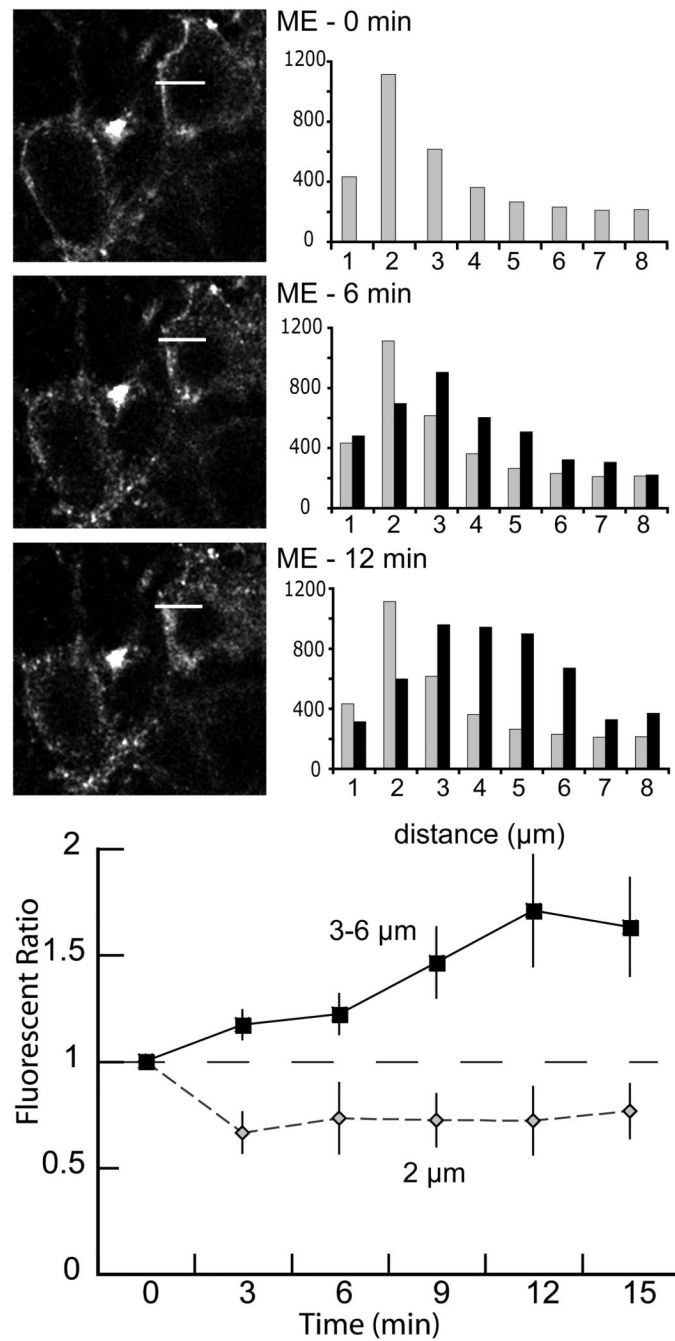 ME - 0 min
1200
800
400
0
1 2 3 4 5 6 7 8
ME - 6 min
1200
800
400
0
1 2 3 4 5 6 7 8
ME - 12 min
1200
800
400
0
1 2 3 4 5 6 7 8
distance (µm)
2
1.5
1
0.5
0
Fluorescent Ratio
3-6 µm
2 µm
0 3 6 9 12 15
Time (min)